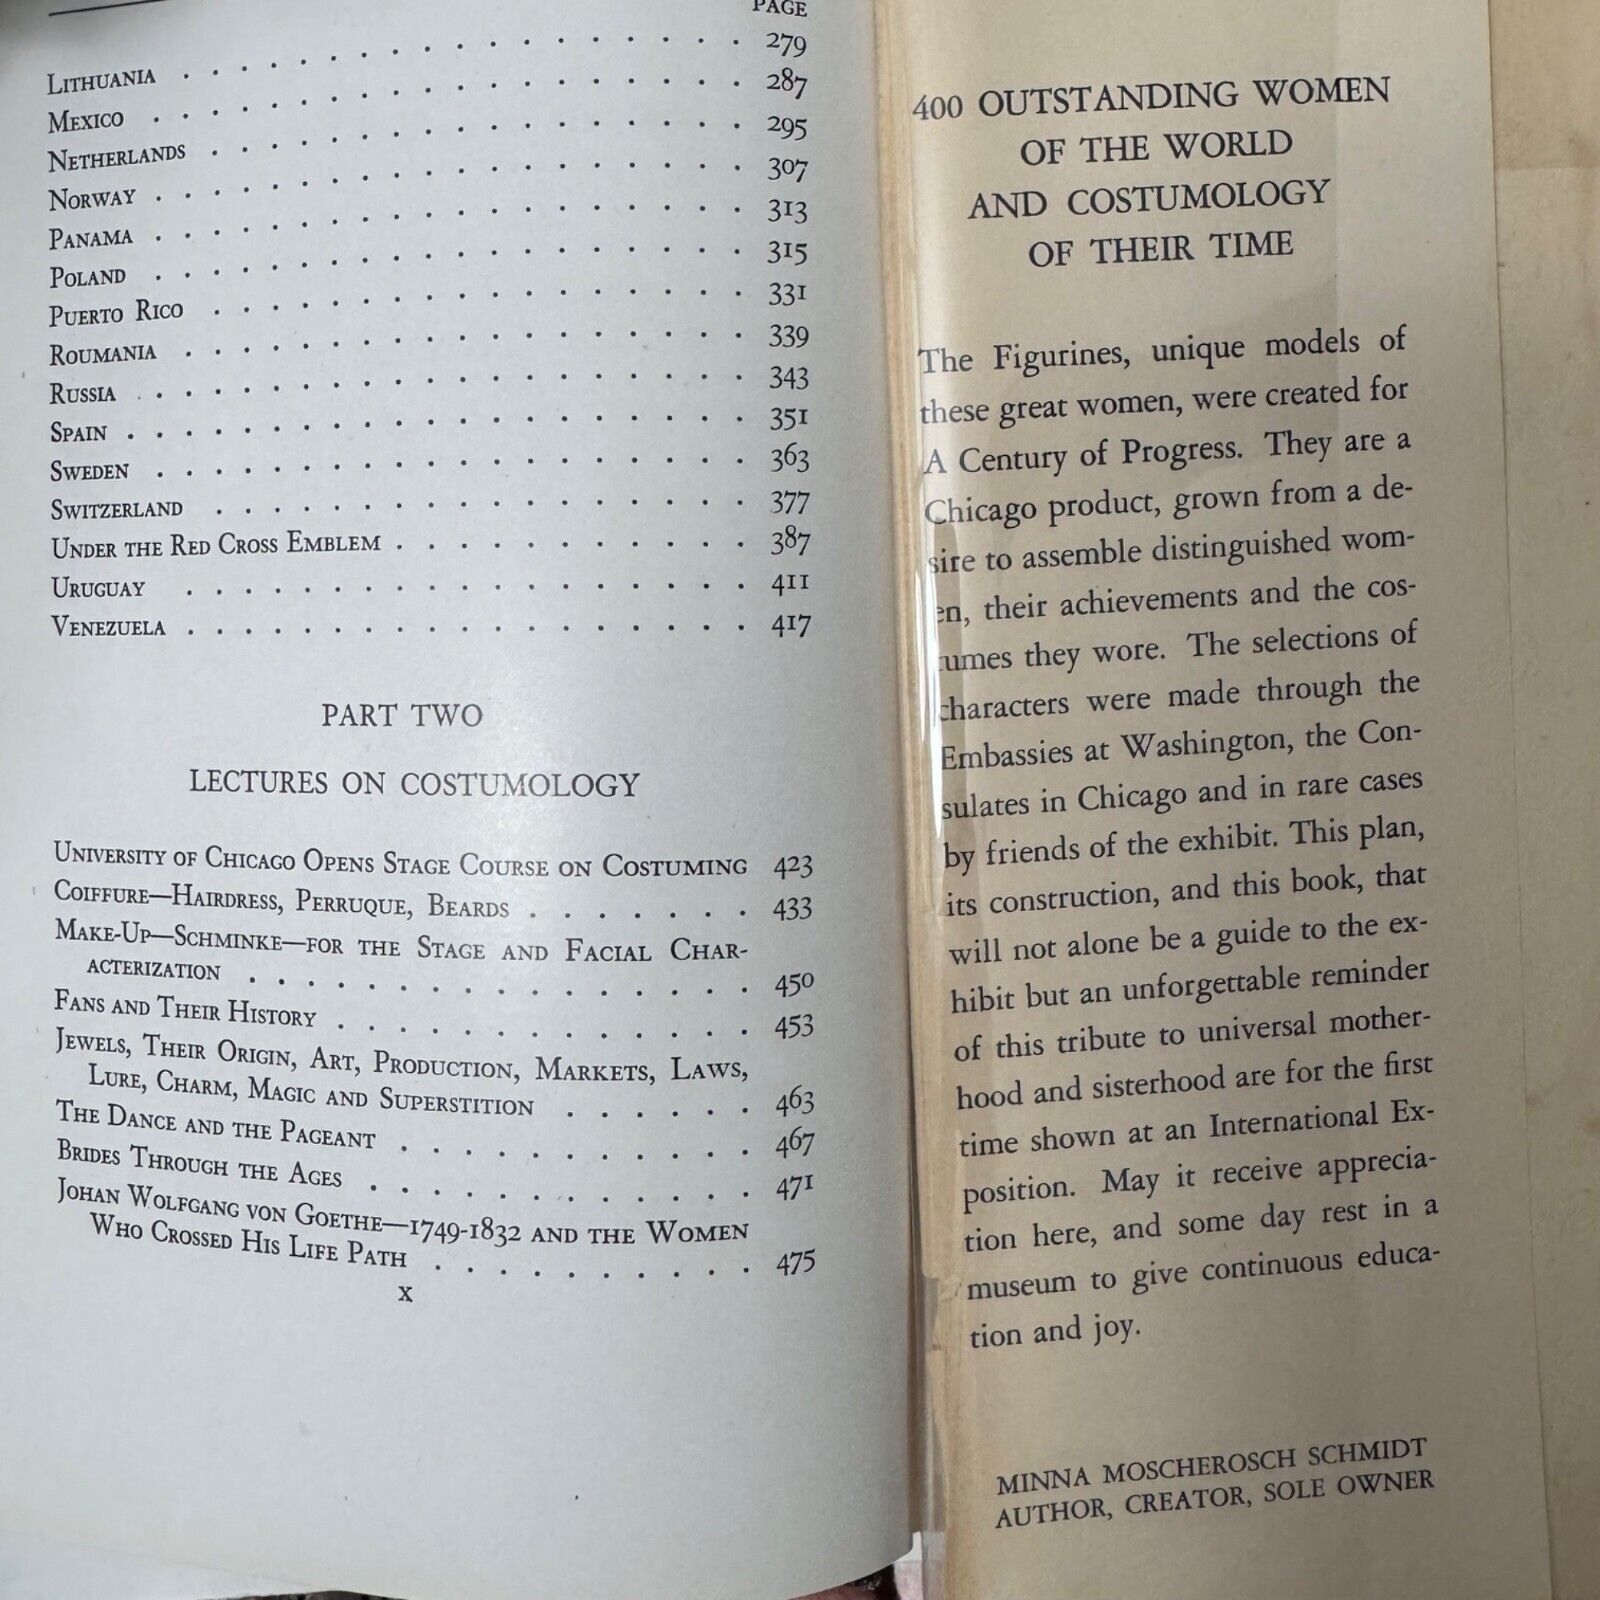 PAGE
LITHUANIA . . . . . . . . . . . . . . . . . . 279
MEXICO . . . . . . . . . . . . . . . . . . . 287
NETHERLANDS . . . . . . . . . . . . . . . . . 295
NORWAY . . . . . . . . . . . . . . . . . . . 307
PANAMA . . . . . . . . . . . . . . . . . . . 313
POLAND . . . . . . . . . . . . . . . . . . . 315
PUERTO RICO . . . . . . . . . . . . . . . . . 331
ROUMANIA . . . . . . . . . . . . . . . . . . 339
RUSSIA . . . . . . . . . . . . . . . . . . . 343
SPAIN . . . . . . . . . . . . . . . . . . . . 351
SWEDEN . . . . . . . . . . . . . . . . . . . 363
SWITZERLAND . . . . . . . . . . . . . . . . . 377
UNDER THE RED CROSS EMBLEM . . . . . . . . . . . 387
URUGUAY . . . . . . . . . . . . . . . . . . 411
VENEZUELA . . . . . . . . . . . . . . . . . . 417
PART TWO
LECTURES ON COSTUMOLOGY
UNIVERSITY OF CHICAGO OPENS STAGE COURSE ON COSTUMING 423
COIFFURE—HAIRDRESS, PERRUQUE, BEARDS . . . . . . . 433
MAKE-UP—SCHMINKE—FOR THE STAGE AND FACIAL CHAR-
ACTERIZATION . . . . . . . . . . . . . . . . 450
FANS AND THEIR HISTORY . . . . . . . . . . . . . 453
JEWELS, THEIR ORIGIN, ART, PRODUCTION, MARKETS, LAWS,
LURE, CHARM, MAGIC AND SUPERSTITION . . . . . . 463
THE DANCE AND THE PAGEANT . . . . . . . . . . . 467
BRIDES THROUGH THE AGES . . . . . . . . . . . . 471
JOHAN WOLFGANG VON GOETHE—1749-1832 AND THE WOMEN
WHO CROSSED HIS LIFE PATH . . . . . . . . . . 475
x
400 OUTSTANDING WOMEN
OF THE WORLD
AND COSTUMOLOGY
OF THEIR TIME
The Figurines, unique models of
these great women, were created for
A Century of Progress. They are a
Chicago product, grown from a de-
sire to assemble distinguished wom-
en, their achievements and the cos-
tumes they wore. The selections of
characters were made through the
Embassies at Washington, the Con-
sulates in Chicago and in rare cases
by friends of the exhibit. This plan,
its construction, and this book, that
will not alone be a guide to the ex-
hibit but an unforgettable reminder
of this tribute to universal mother-
hood and sisterhood are for the first
time shown at an International Ex-
position. May it receive apprecia-
tion here, and some day rest in a
museum to give continuous educa-
tion and joy.
MINNA MOSCHEROSCH SCHMIDT
AUTHOR, CREATOR, SOLE OWNER